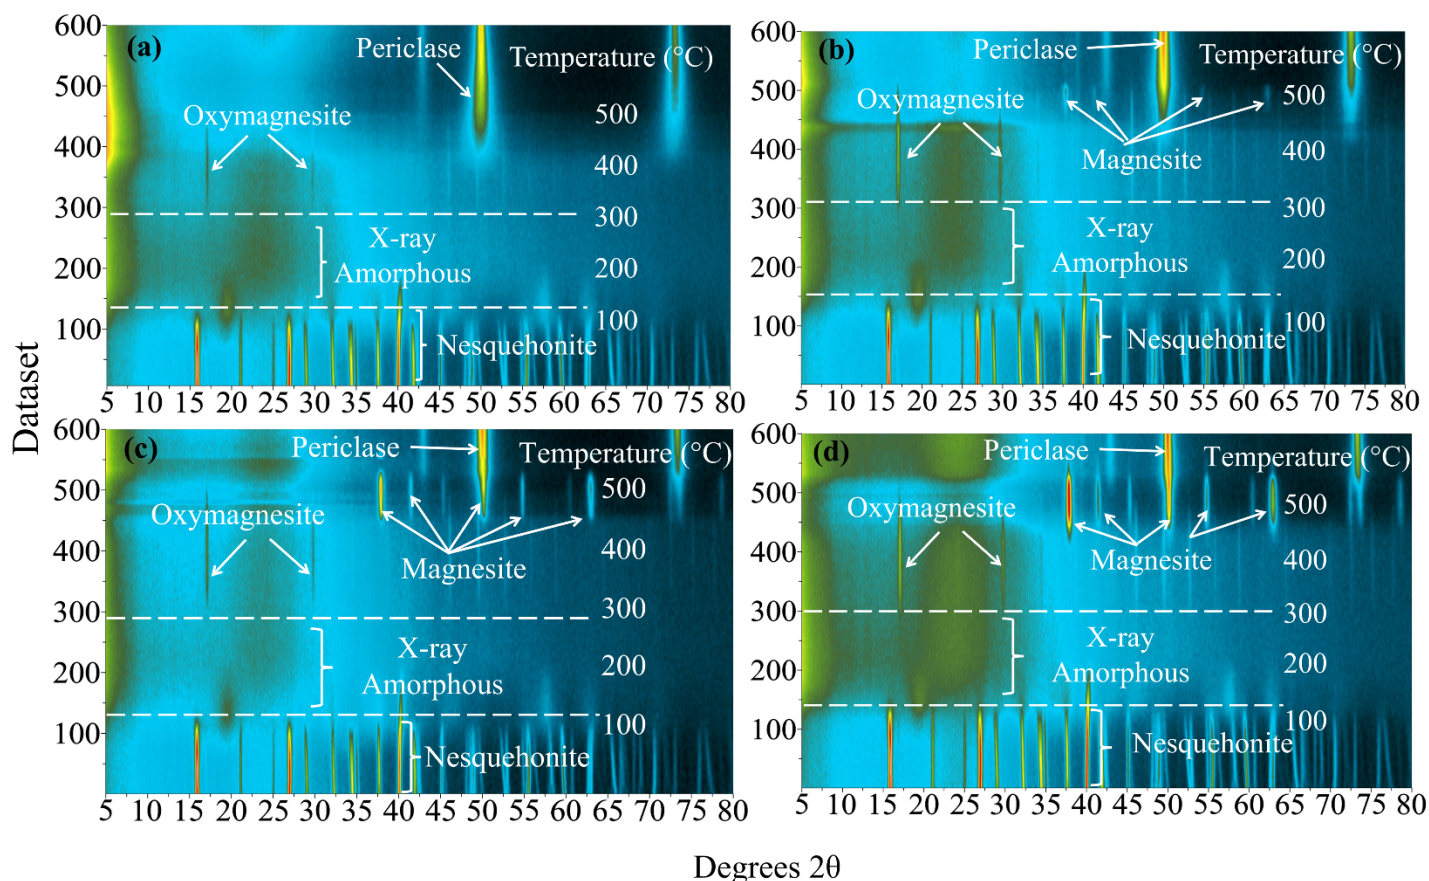 (a)
Periclase
Temperature (°C)
Oxymagnesite
X-ray
Amorphous
Nesquehonite
600
500
400
300
200
100
500
400
300
200
100
5 10 15 20 25 30 35 40 45 50 55 60 65 70 75 80
(b)
Periclase
Temperature (°C)
Oxymagnesite
Magnesite
X-ray
Amorphous
Nesquehonite
600
500
400
300
200
100
500
400
300
200
100
5 10 15 20 25 30 35 40 45 50 55 60 65 70 75 80
Dataset
(c)
Periclase
Temperature (°C)
Oxymagnesite
Magnesite
X-ray
Amorphous
Nesquehonite
600
500
400
300
200
100
500
400
300
200
100
5 10 15 20 25 30 35 40 45 50 55 60 65 70 75 80
(d)
Periclase
Temperature (°C)
Oxymagnesite
Magnesite
X-ray
Amorphous
Nesquehonite
600
500
400
300
200
100
500
400
300
200
100
5 10 15 20 25 30 35 40 45 50 55 60 65 70 75 80
Degrees 2θ